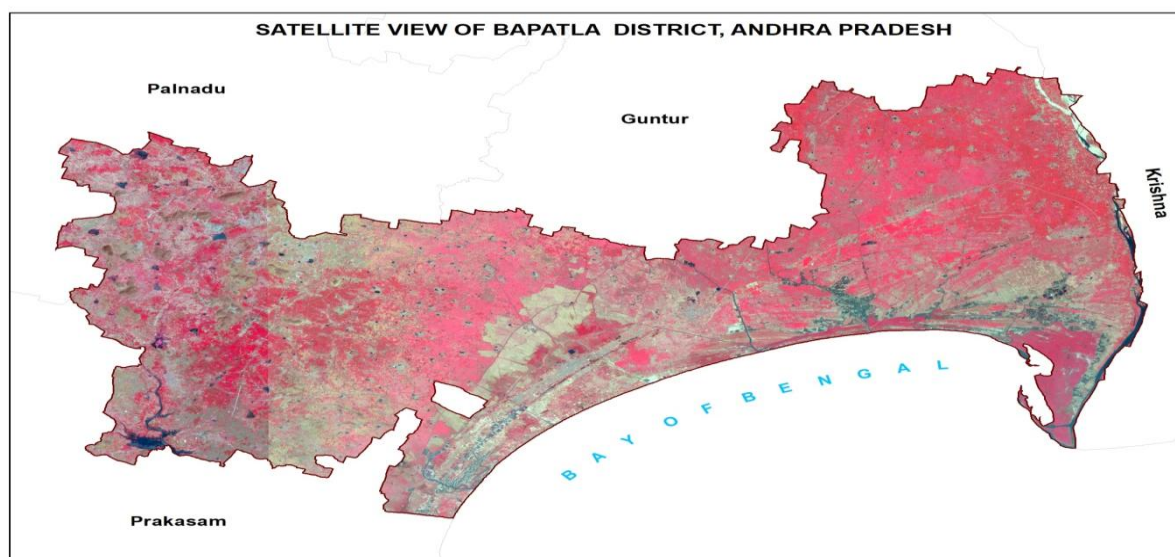 SATELLITE VIEW OF BAPATLA DISTRICT, ANDHRA PRADESH
Palnadu
Guntur
Krishna
BAY OF BENGAL
Prakasam